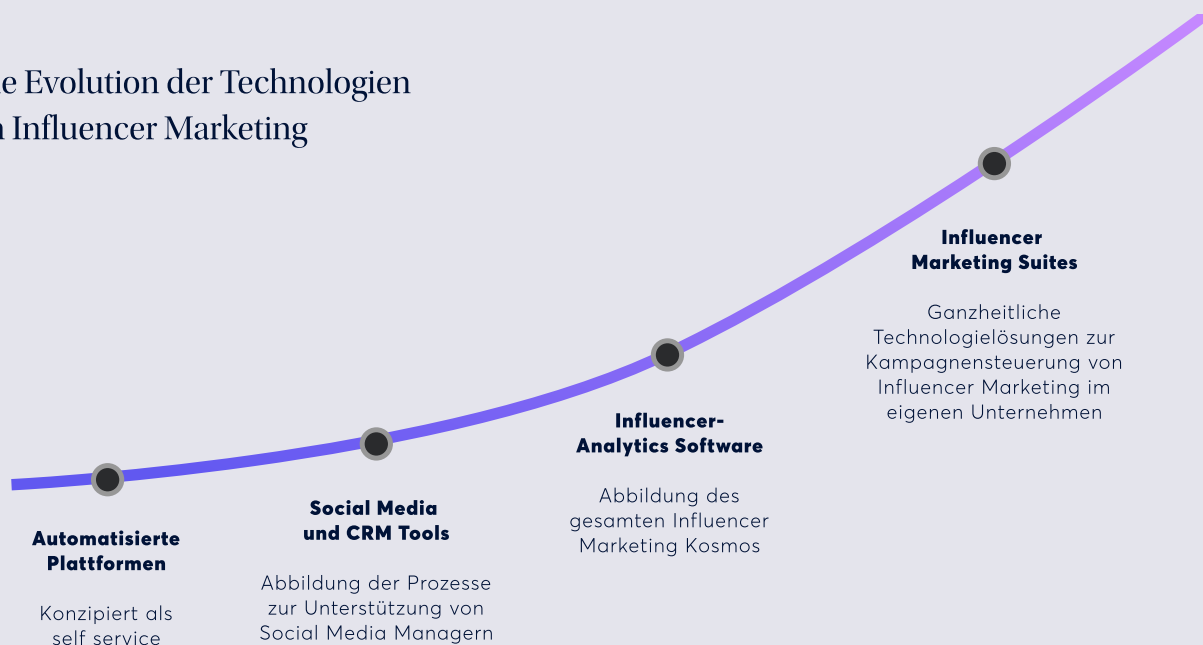 e Evolution der Technologien
Influencer Marketing
Automatisierte
Plattformen
Konzipiert als
self service
Social Media
und CRM Tools
Abbildung der Prozesse
zur Unterstützung von
Social Media Managern
Influencer-
Analytics Software
Abbildung des
gesamten Influencer
Marketing Kosmos
Influencer
Marketing Suites
Ganzheitliche
Technologielösungen zur
Kampagnensteuerung von
Influencer Marketing im
eigenen Unternehmen